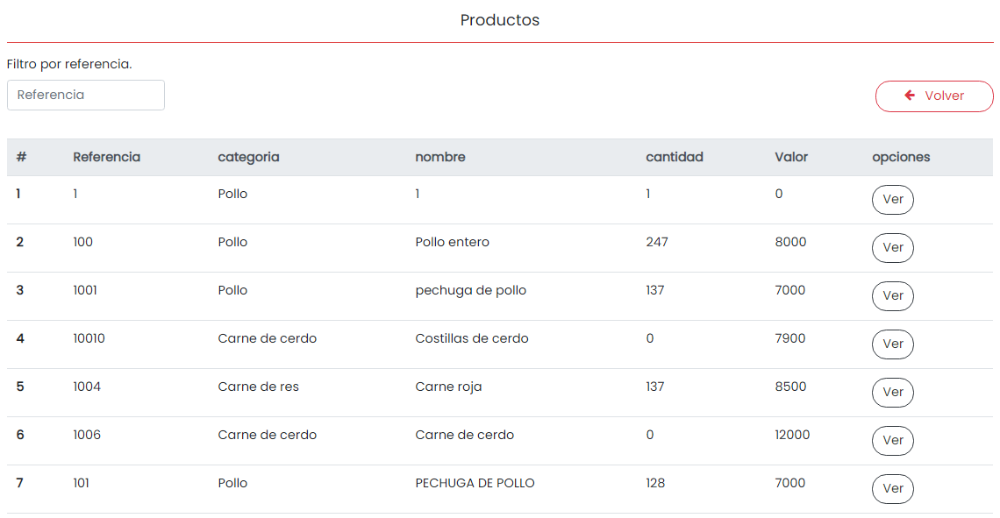 Productos
Filtro por referencia.
Referencia
Volver
# Referencia categoria nombre cantidad Valor opciones
1 1 Pollo 1 1 0 Ver
2 100 Pollo Pollo entero 247 8000 Ver
3 1001 Pollo pechuga de pollo 137 7000 Ver
4 10010 Carne de cerdo Costillas de cerdo 0 7900 Ver
5 1004 Carne de res Carne roja 137 8500 Ver
6 1006 Carne de cerdo Carne de cerdo 0 12000 Ver
7 101 Pollo PECHUGA DE POLLO 128 7000 Ver